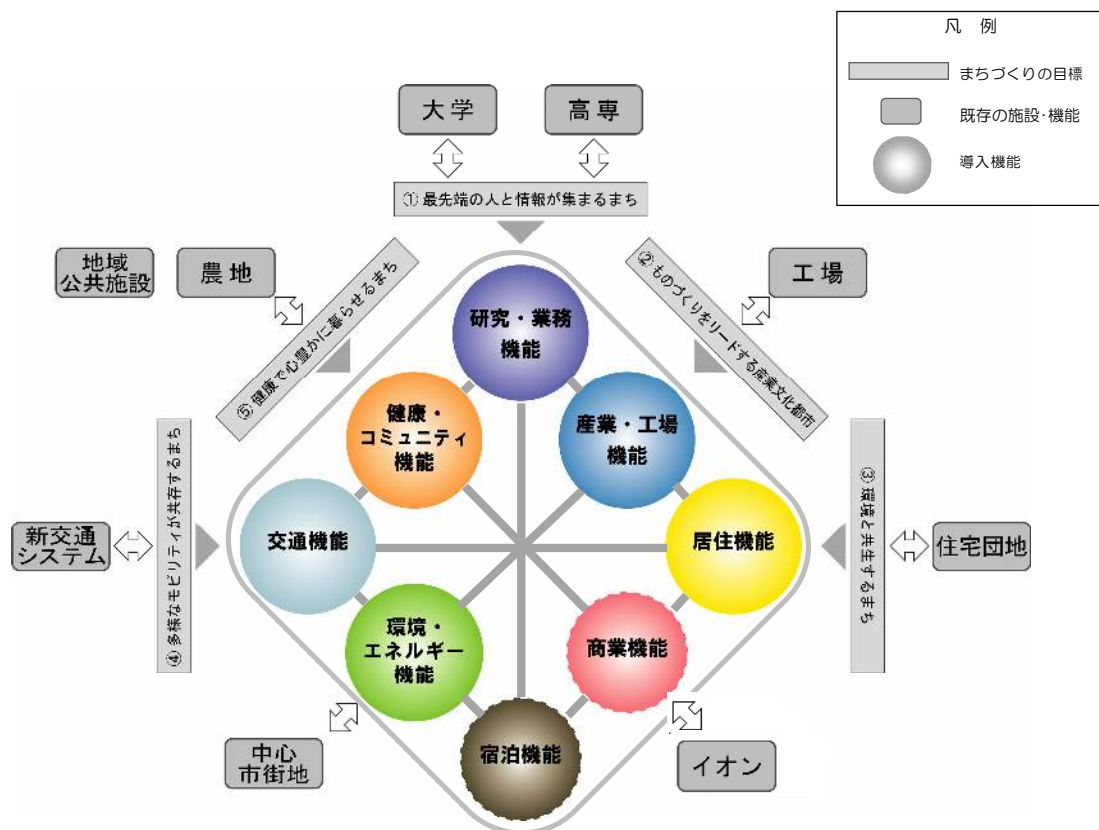 凡 例
まちづくりの目標
既存の施設･機能
導入機能
大学
高専
①最先端の人と情報が集まるまち
地域
公共施設
農地
⑤健康で心豊かに暮らせるまち
②ものづくりをリードする産業文化都市
工場
研究・業務
機能
健康・
コミュニティ
機能
産業・工場
機能
④多様なモビリティが共存するまち
③環境と共生するまち
新交通
システム
交通機能
居住機能
住宅団地
環境・
エネルギー
機能
商業機能
中心
市街地
宿泊機能
イオン